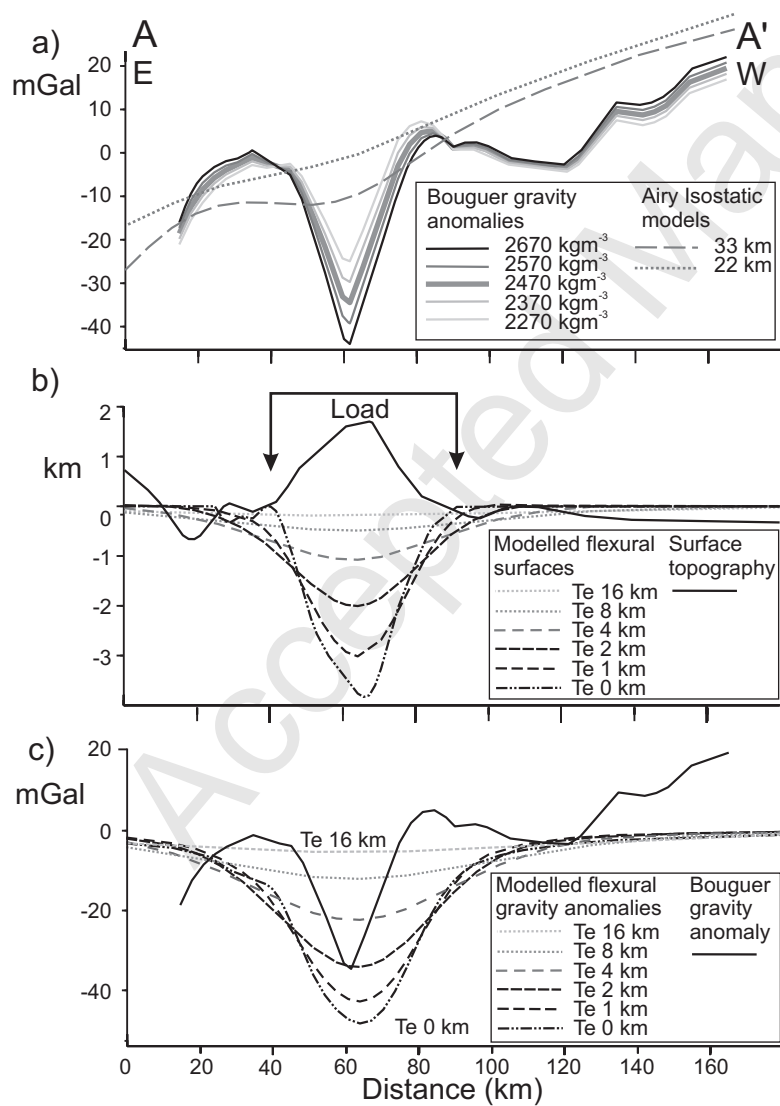 a) A A'
E W
mGal
20
10
0
-10
-20
-30
-40
Bouguer gravity anomalies
2670 kgm-3
2570 kgm-3
2470 kgm-3
2370 kgm-3
2270 kgm-3
Airy Isostatic models
33 km
22 km
b)
km
2
1
0
-1
-2
-3
Load
Modelled flexural surfaces
Te 16 km
Te 8 km
Te 4 km
Te 2 km
Te 1 km
Te 0 km
Surface topography
c)
mGal
20
0
-20
-40
Te 16 km
Te 0 km
Modelled flexural gravity anomalies
Te 16 km
Te 8 km
Te 4 km
Te 2 km
Te 1 km
Te 0 km
Bouguer gravity anomaly
0 20 40 60 80 100 120 140 160
Distance (km)
Accepted Man